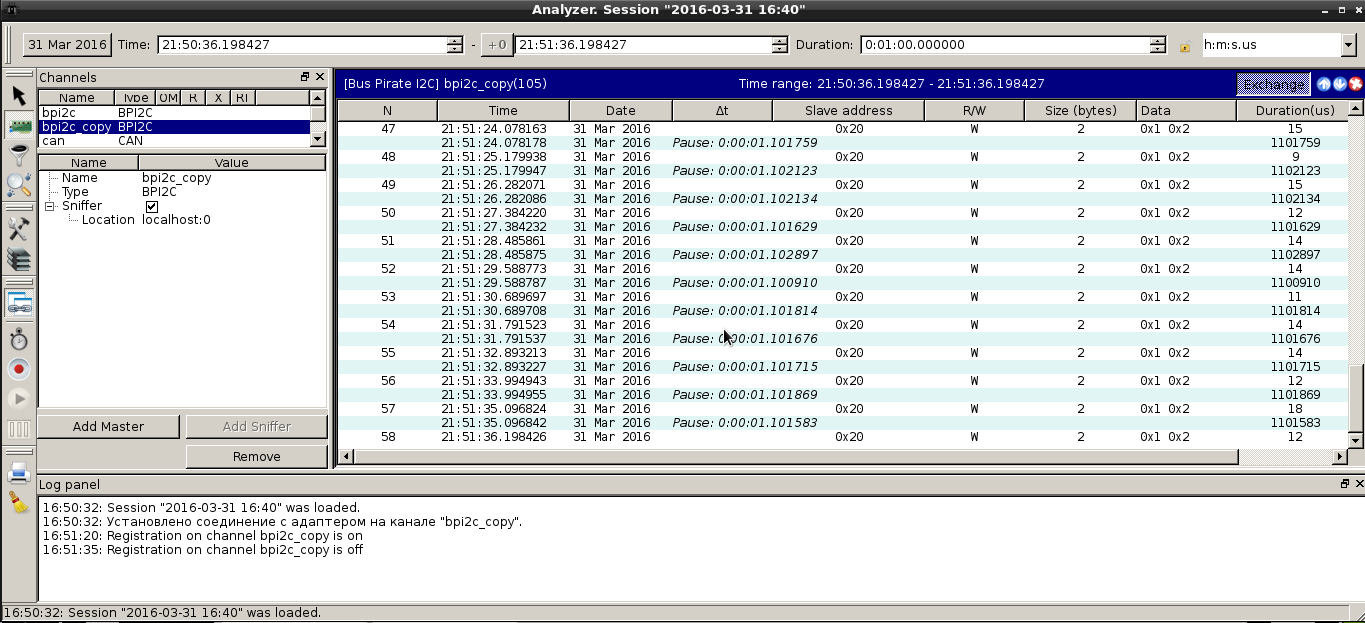 Analyzer. Session "2016-03-31 16:40"
31 Mar 2016 Time: 21:50:36.198427 - +0 21:51:36.198427 Duration: 0:01:00.000000 h:m:s.us
Channels
Name Type OM R X RI
bpi2c BPI2C
bpi2c_copy BPI2C
can CAN
Name Value
Name bpi2c_copy
Type BPI2C
Sniffer
Location localhost:0
Add Master Add Sniffer
Remove
[Bus Pirate I2C] bpi2c_copy(105) Time range: 21:50:36.198427 - 21:51:36.198427 Exchange
N Time Date Δt Slave address R/W Size (bytes) Data Duration(us)
47 21:51:24.078163 31 Mar 2016 0x20 W 2 0x1 0x2 15
21:51:24.078178 31 Mar 2016 Pause: 0:00:01.101759 1101759
48 21:51:25.179938 31 Mar 2016 0x20 W 2 0x1 0x2 9
21:51:25.179947 31 Mar 2016 Pause: 0:00:01.102123 1102123
49 21:51:26.282071 31 Mar 2016 0x20 W 2 0x1 0x2 15
21:51:26.282086 31 Mar 2016 Pause: 0:00:01.102134 1102134
50 21:51:27.384220 31 Mar 2016 0x20 W 2 0x1 0x2 12
21:51:27.384232 31 Mar 2016 Pause: 0:00:01.101629 1101629
51 21:51:28.485861 31 Mar 2016 0x20 W 2 0x1 0x2 14
21:51:28.485875 31 Mar 2016 Pause: 0:00:01.102897 1102897
52 21:51:29.588773 31 Mar 2016 0x20 W 2 0x1 0x2 14
21:51:29.588787 31 Mar 2016 Pause: 0:00:01.100910 1100910
53 21:51:30.689697 31 Mar 2016 0x20 W 2 0x1 0x2 11
21:51:30.689708 31 Mar 2016 Pause: 0:00:01.101814 1101814
54 21:51:31.791523 31 Mar 2016 0x20 W 2 0x1 0x2 14
21:51:31.791537 31 Mar 2016 Pause: 0:00:01.101676 1101676
55 21:51:32.893213 31 Mar 2016 0x20 W 2 0x1 0x2 14
21:51:32.893227 31 Mar 2016 Pause: 0:00:01.101715 1101715
56 21:51:33.994943 31 Mar 2016 0x20 W 2 0x1 0x2 12
21:51:33.994955 31 Mar 2016 Pause: 0:00:01.101869 1101869
57 21:51:35.096824 31 Mar 2016 0x20 W 2 0x1 0x2 18
21:51:35.096842 31 Mar 2016 Pause: 0:00:01.101583 1101583
58 21:51:36.198426 31 Mar 2016 0x20 W 2 0x1 0x2 12
Log panel
16:50:32: Session "2016-03-31 16:40" was loaded.
16:50:32: Установлено соединение с адаптером на канале "bpi2c_copy".
16:51:20: Registration on channel bpi2c_copy is on
16:51:35: Registration on channel bpi2c_copy is off
16:50:32: Session "2016-03-31 16:40" was loaded.